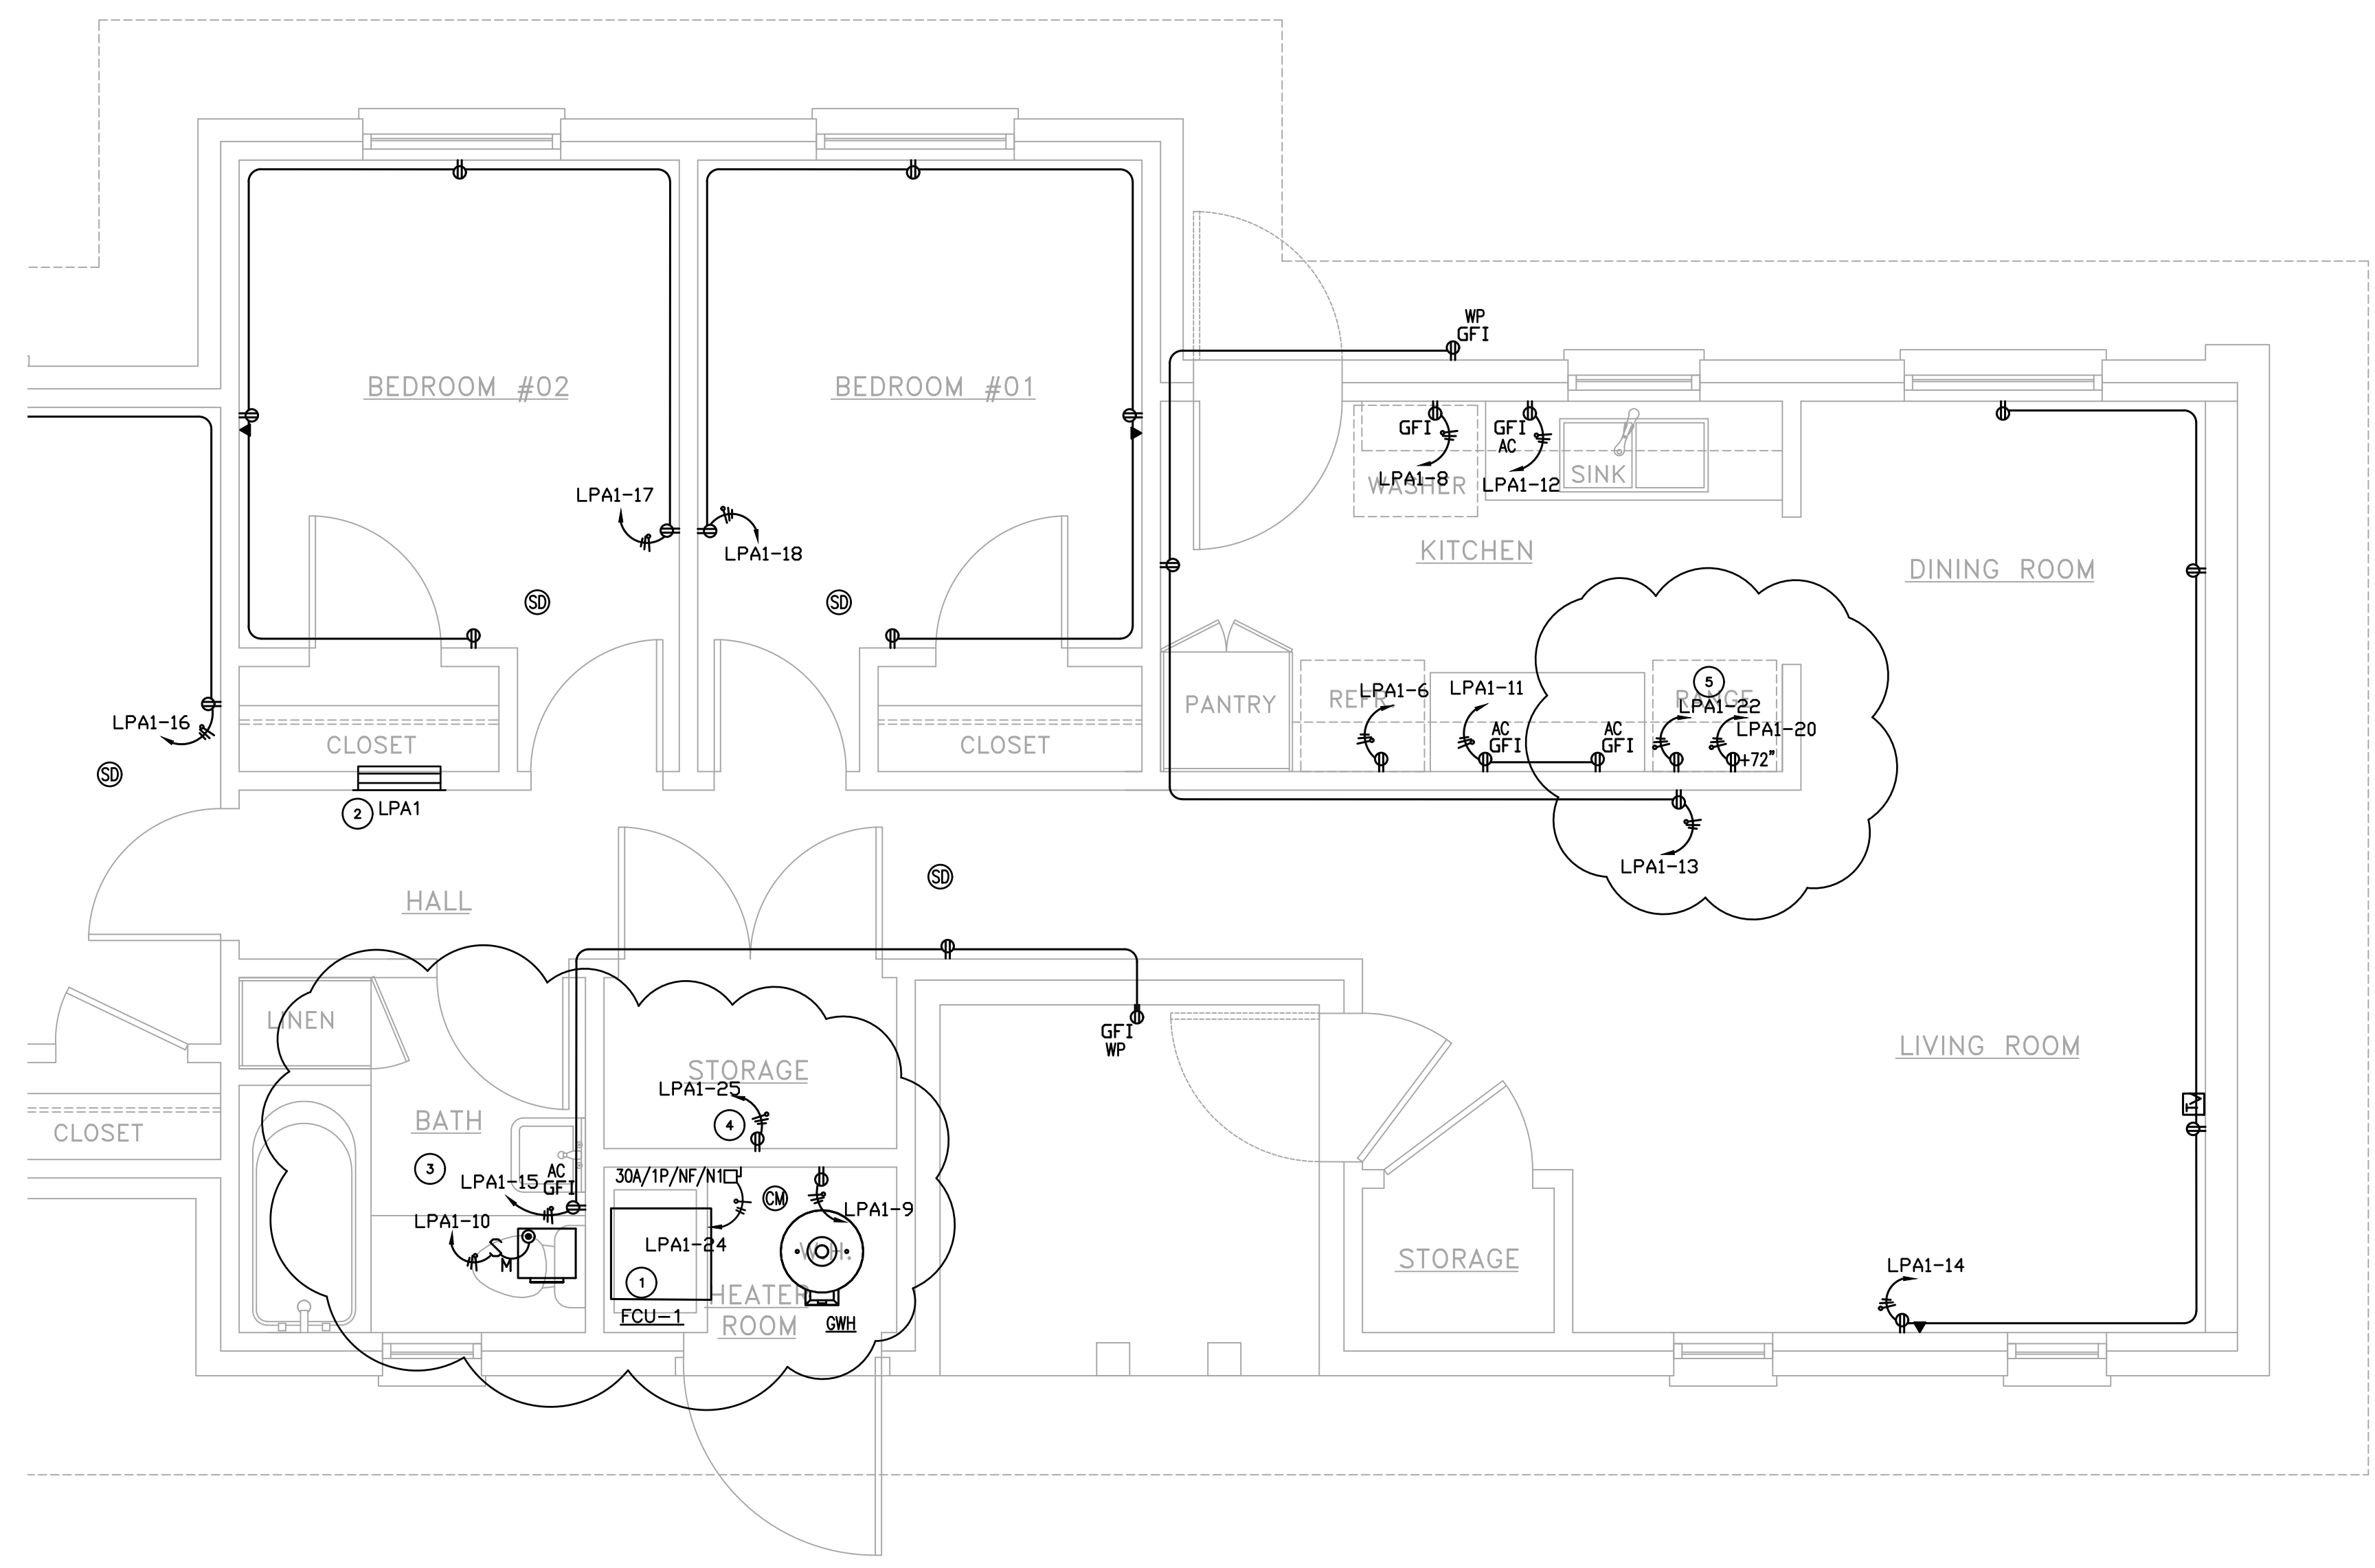 WP
GFI
BEDROOM #02
BEDROOM #01
GFI
GFI
AC
LPA1-8
LPA1-12
WASHER
SINK
LPA1-17
LPA1-18
KITCHEN
DINING ROOM
SD
SD
LPA1-16
SD
CLOSET
CLOSET
PANTRY
REFR
LPA1-6
LPA1-11
AC
GFI
AC
GFI
5
RANGE
LPA1-22
LPA1-20
+72"
2
LPA1
LPA1-13
SD
HALL
LINEN
GFI
WP
LIVING ROOM
STORAGE
LPA1-25
4
BATH
CLOSET
3
TV
LPA1-15
AC
GFI
30A/1P/NF/N1
CM
LPA1-9
LPA1-10
M
LPA1-24
W.H.
1
HEATER
ROOM
FCU-1
GWH
STORAGE
LPA1-14